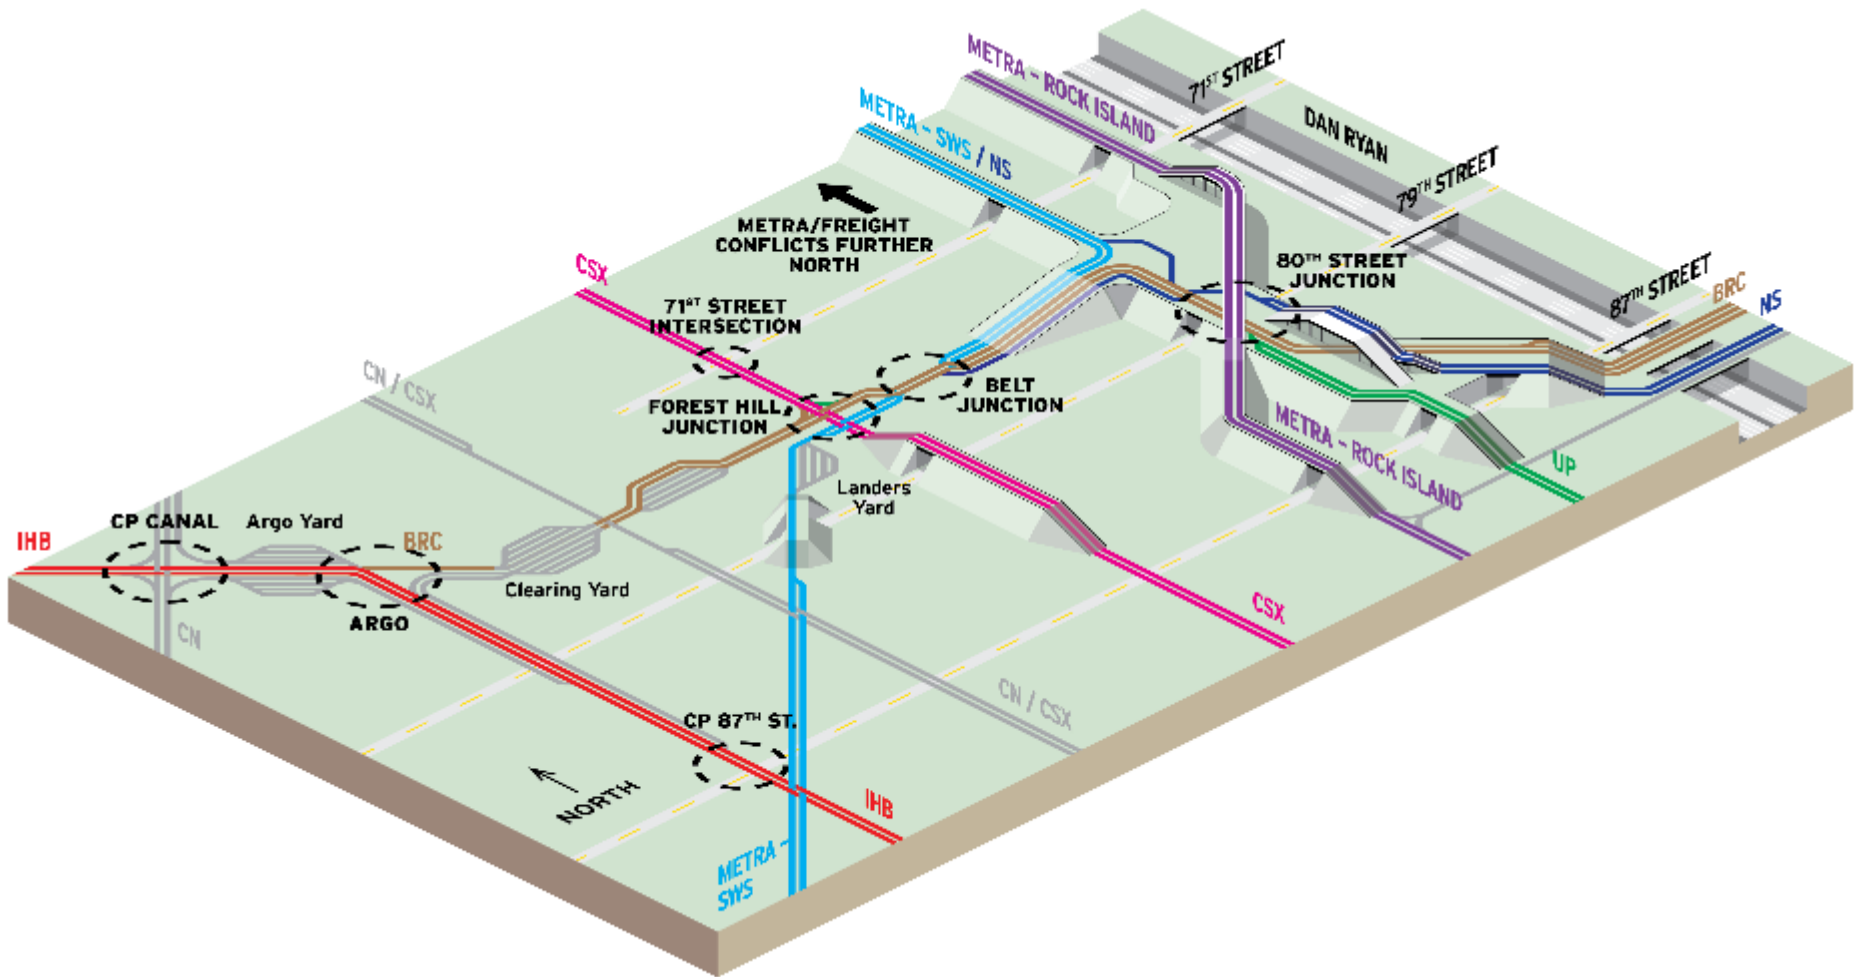 METRA – ROCK ISLAND
71ST STREET
DAN RYAN
METRA – SWS / NS
79TH STREET
METRA/FREIGHT
CONFLICTS FURTHER
NORTH
80TH STREET
JUNCTION
87TH STREET
BRC
NS
CSX
71ST STREET
INTERSECTION
CN / CSX
BELT
JUNCTION
FOREST HILL
JUNCTION
METRA – ROCK ISLAND
UP
Landers
Yard
CP CANAL
Argo Yard
IHB
BRC
Clearing Yard
ARGO
CN
CSX
CN / CSX
CP 87TH ST.
NORTH
IHB
METRA –
SWS